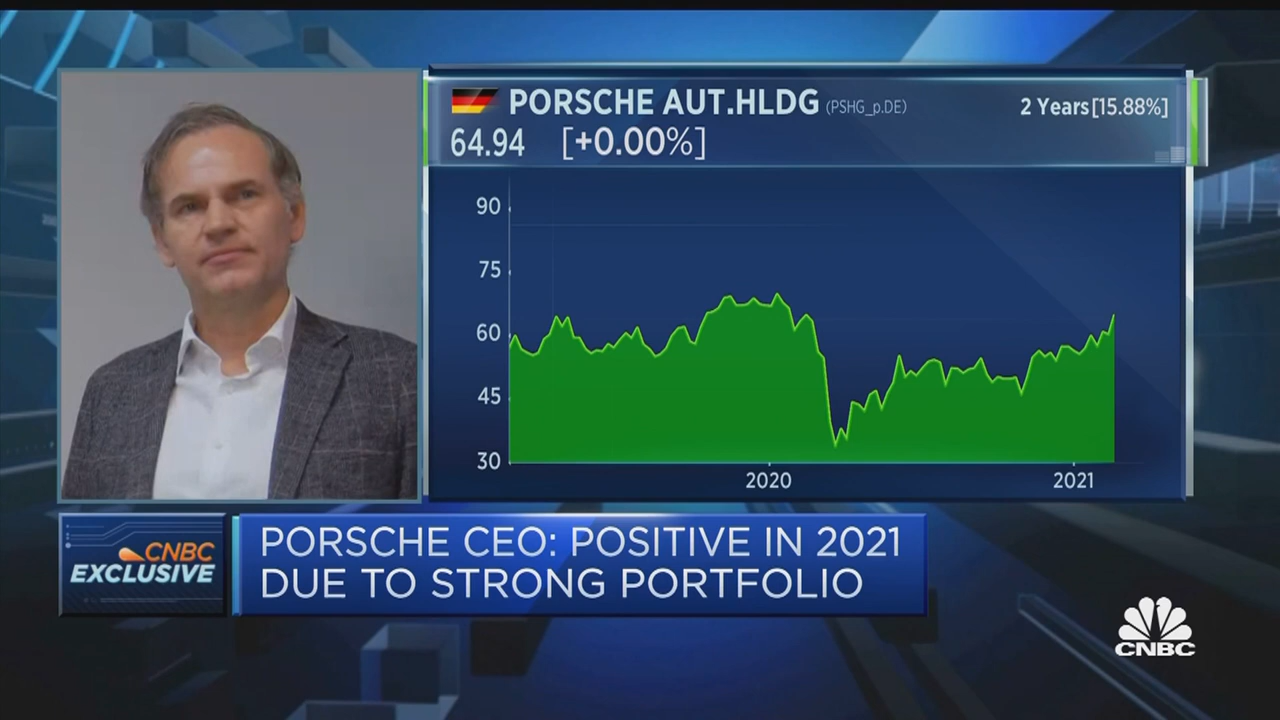 PORSCHE AUT.HLDG (PSHG_p.DE) 2 Years[15.88%]
64.94 [+0.00%]
90
75
60
45
30
2020 2021
CNBC
EXCLUSIVE
PORSCHE CEO: POSITIVE IN 2021
DUE TO STRONG PORTFOLIO
CNBC